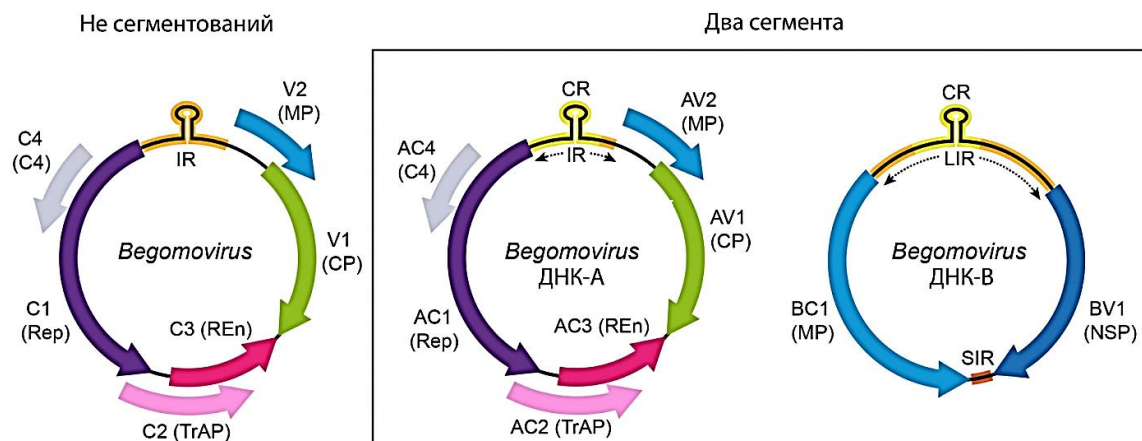 Не сегментований
Два сегмента
V2
(MP)
C4
(C4)
IR
Begomovirus
V1
(CP)
C1
(Rep)
C3 (REn)
C2 (TrAP)
CR
AV2
(MP)
AC4
(C4)
IR
AV1
(CP)
Begomovirus
ДНК-А
AC1
(Rep)
AC3 (REn)
AC2 (TrAP)
CR
LIR
Begomovirus
ДНК-В
BC1
(MP)
BV1
(NSP)
SIR